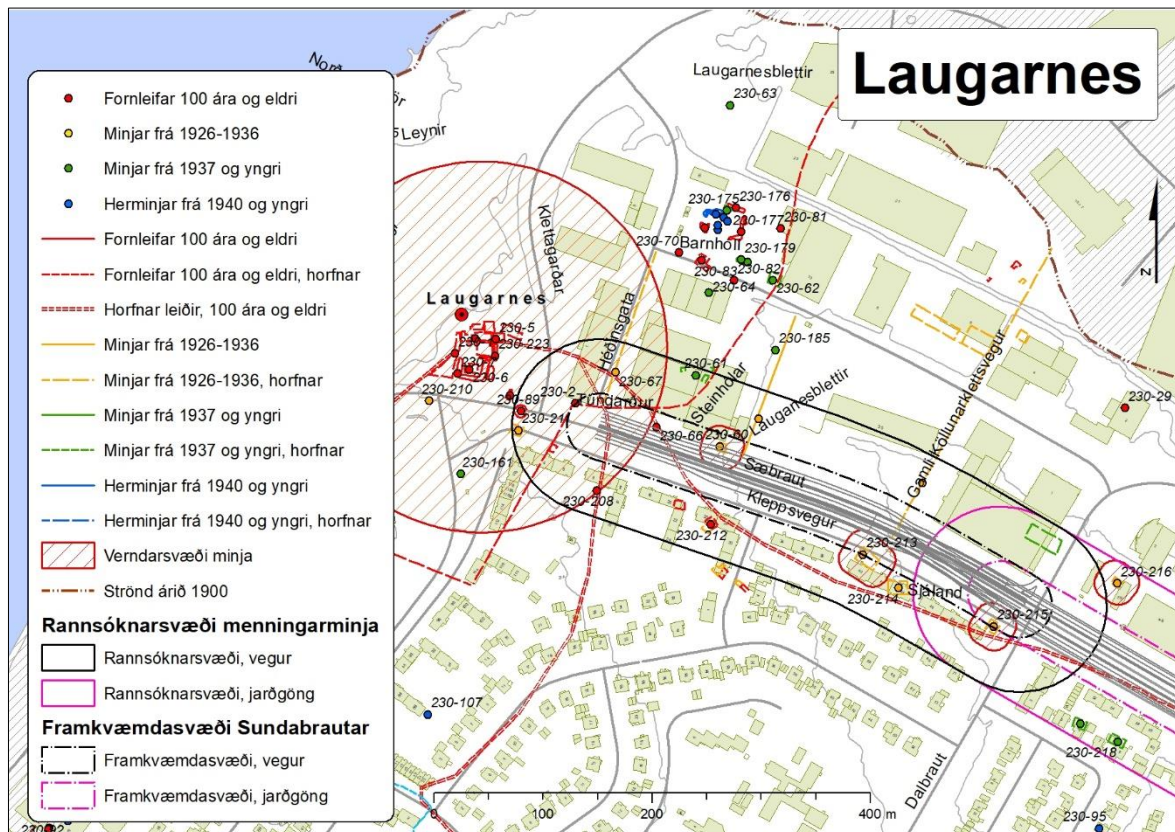 Laugarnes
Fornleifar 100 ára og eldri
Minjar frá 1926-1936
Minjar frá 1937 og yngri
Herminjar frá 1940 og yngri
Fornleifar 100 ára og eldri
Fornleifar 100 ára og eldri, horfnar
Horfnar leiðir, 100 ára og eldri
Minjar frá 1926-1936
Minjar frá 1926-1936, horfnar
Minjar frá 1937 og yngri
Minjar frá 1937 og yngri, horfnar
Herminjar frá 1940 og yngri
Herminjar frá 1940 og yngri, horfnar
Verndarsvæði minja
Strönd árið 1900
Rannsóknarsvæði menningarminja
Rannsóknarsvæði, vegur
Rannsóknarsvæði, jarðgöng
Framkvæmdasvæði Sundabrautar
Framkvæmdasvæði, vegur
Framkvæmdasvæði, jarðgöng
Leynir
Laugarnesblettir
230-63
Klettagarðar
230-175
230-176
230-177
230-81
230-70
Barnhóll
230-179
230-83
230-82
230-64
230-62
Z
Laugarnes
230-5
230-223
230-6
230-210
230-89
230-2
Héðinsgata
230-67
230-61
230-185
Steinhólar
Laugarnesblettir
230-66
230-60
230-161
230-208
Sæbraut
Kleppsvegur
Gamli Köllunarklettsvegur
230-29
230-212
230-213
230-214
Sjáland
230-215
230-216
230-107
230-218
Dalbraut
230-95
0
100
200
400 m